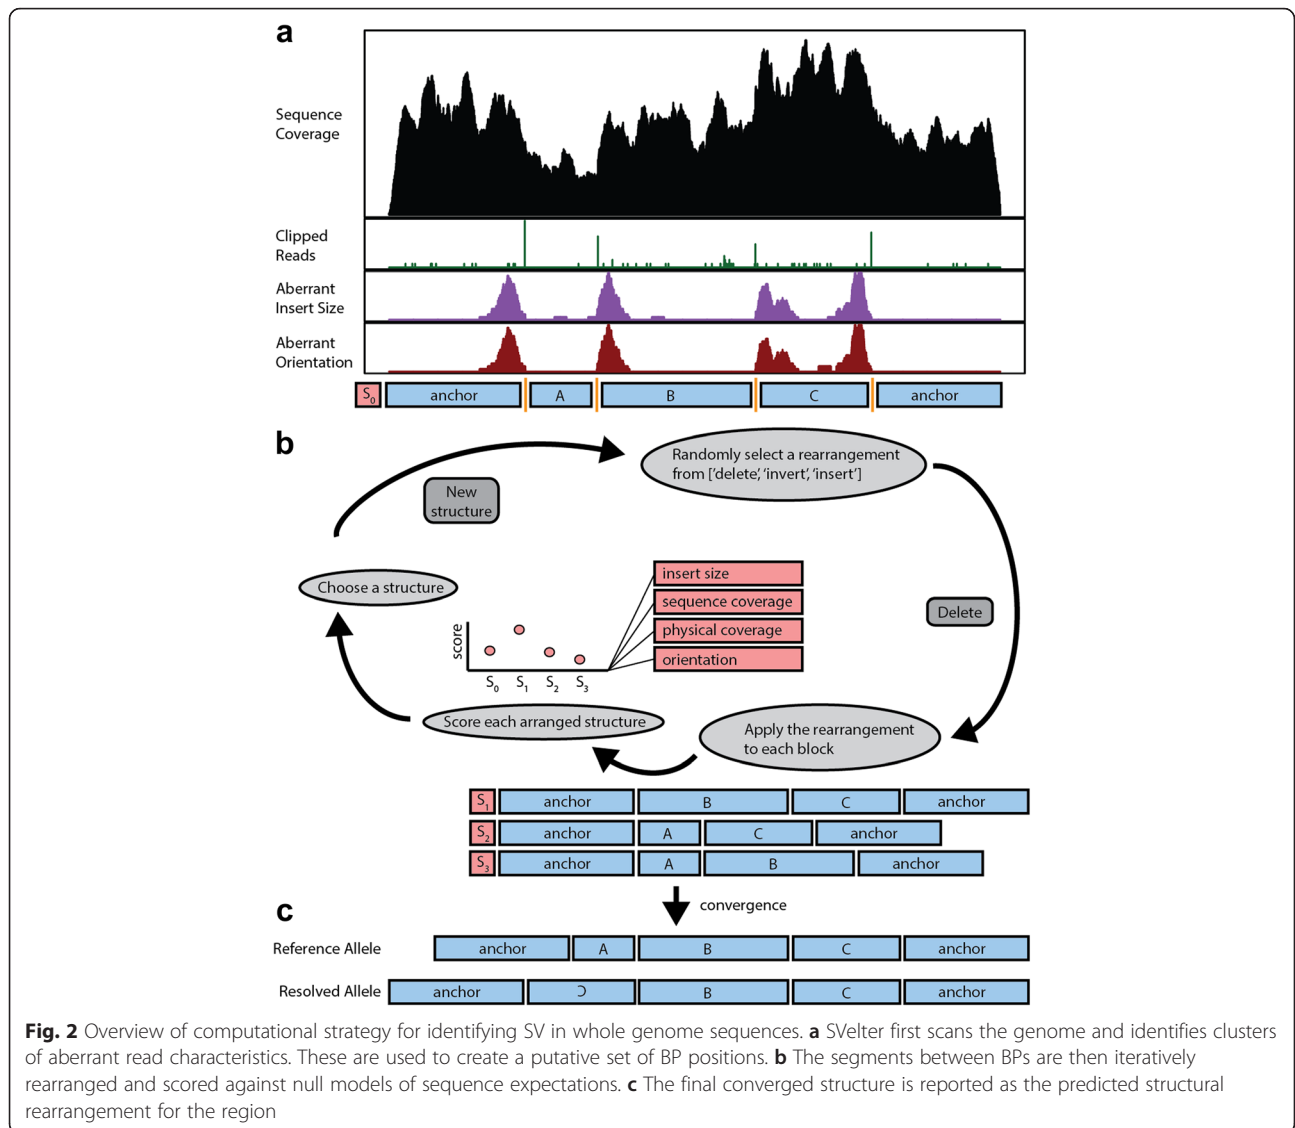 a
Sequence
Coverage
Clipped
Reads
Aberrant
Insert Size
Aberrant
Orientation
S0 anchor A B C anchor
b
Randomly select a rearrangement
from ['delete', 'invert', 'insert']
New
structure
Choose a structure
insert size
sequence coverage
physical coverage
orientation
Delete
score
S0 S1 S2 S3
Score each arranged structure
Apply the rearrangement
to each block
S1 anchor B C anchor
S2 anchor A C anchor
S3 anchor A B anchor
convergence
c
Reference Allele anchor A B C anchor
Resolved Allele anchor Ɔ B C anchor
Fig. 2 Overview of computational strategy for identifying SV in whole genome sequences. a SVelter first scans the genome and identifies clusters
of aberrant read characteristics. These are used to create a putative set of BP positions. b The segments between BPs are then iteratively
rearranged and scored against null models of sequence expectations. c The final converged structure is reported as the predicted structural
rearrangement for the region